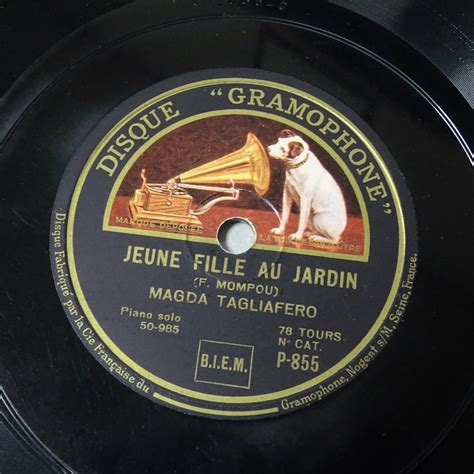 DISQUE "GRAMOPHONE"
MARQUE DÉPOSÉE
JEUNE FILLE AU JARDIN
(F. MOMPOU)
MAGDA TAGLIAFERO
Piano solo
50-985
78 TOURS
Nº CAT.
P-855
B.I.E.M.
Disque Fabriqué par la Cie Française du Gramophone, Nogent s/M, Seine, France.